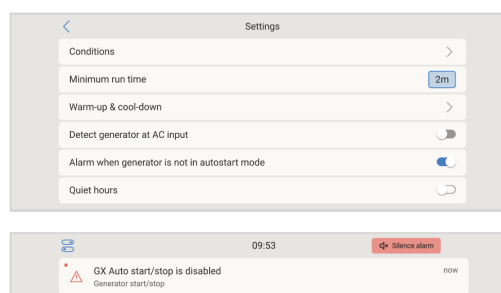 Settings
Conditions
Minimum run time 2m
Warm-up & cool-down
Detect generator at AC input
Alarm when generator is not in autostart mode
Quiet hours
09:53 Silence alarm
GX Auto start/stop is disabled now
Generator start/stop